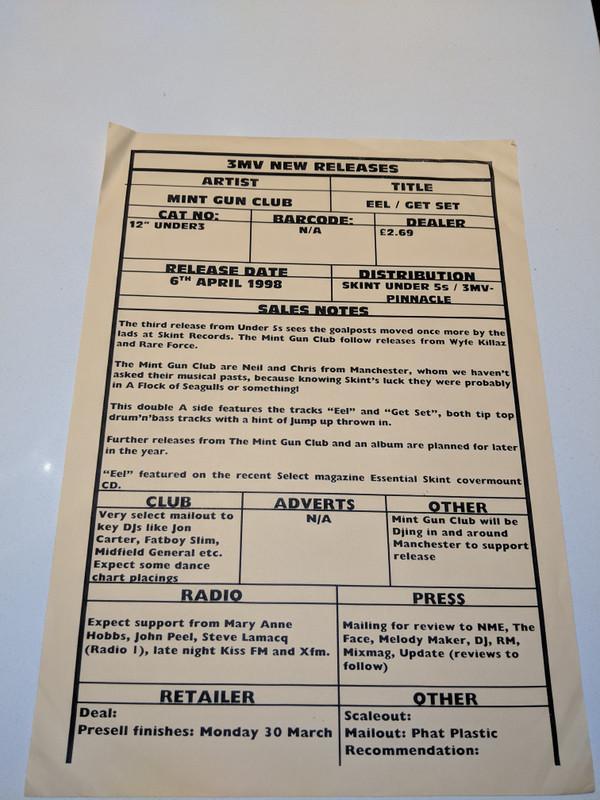 3MV NEW RELEASES
ARTIST
TITLE
MINT GUN CLUB
EEL / GET SET
CAT NO:
BARCODE:
DEALER
12" UNDER3
N/A
£2.69
RELEASE DATE
DISTRIBUTION
6TH APRIL 1998
SKINT UNDER 5s / 3MV-
PINNACLE
SALES NOTES
The third release from Under 5s sees the goalposts moved once more by the
lads at Skint Records. The Mint Gun Club follow releases from Wyfe Killaz
and Rare Force.
The Mint Gun Club are Neil and Chris from Manchester, whom we haven't
asked their musical pasts, because knowing Skint's luck they were probably
in A Flock of Seagulls or something!
This double A side features the tracks "Eel" and "Get Set", both tip top
drum'n'bass tracks with a hint of jump up thrown in.
Further releases from The Mint Gun Club and an album are planned for later
in the year.
"Eel" featured on the recent Select magazine Essential Skint covermount
CD.
CLUB
ADVERTS
OTHER
Very select mailout to
key DJs like Jon
Carter, Fatboy Slim,
Midfield General etc.
Expect some dance
chart placings
N/A
Mint Gun Club will be
Djing in and around
Manchester to support
release
RADIO
PRESS
Expect support from Mary Anne
Hobbs, John Peel, Steve Lamacq
(Radio 1), late night Kiss FM and Xfm.
Mailing for review to NME, The
Face, Melody Maker, DJ, RM,
Mixmag, Update (reviews to
follow)
RETAILER
OTHER
Deal:
Presell finishes: Monday 30 March
Scaleout:
Mailout: Phat Plastic
Recommendation: